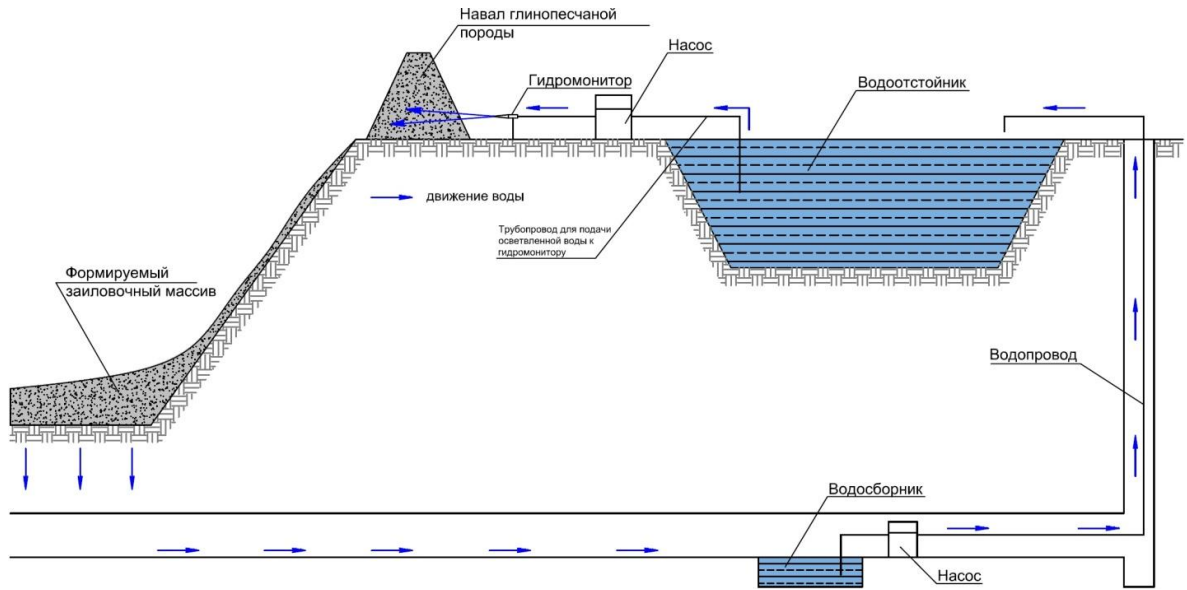 Навал глинопесчаной
породы
Насос
Гидромонитор
Водоотстойник
движение воды
Трубопровод для подачи
осветвленной воды к
гидромонитору
Формируемый
заиловочный массив
Водопровод
Водосборник
Насос